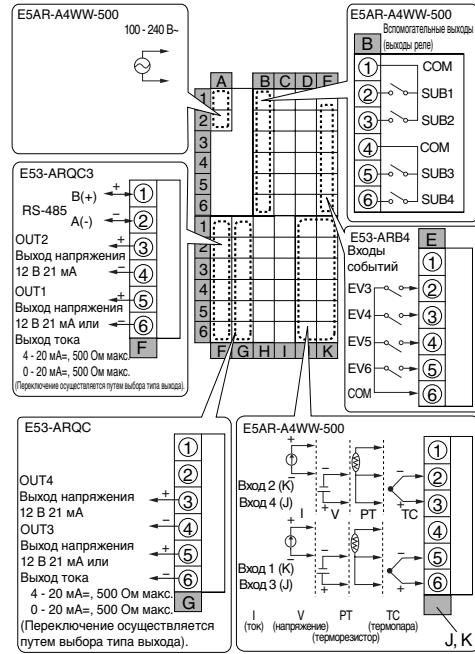 E5AR-A4WW-500
100 - 240 В~
A B C D E
1
2
3
4
5
6
1
2
3
4
5
6
F G H I J K
E5AR-A4WW-500
Вспомогательные выходы
(выходы реле)
B
1 COM
2 SUB1
3 SUB2
4 COM
5 SUB3
6 SUB4
E53-ARQC3
RS-485
B(+) + 1
A(-) − 2
OUT2 + 3
Выход напряжения
12 В 21 мА − 4
OUT1 + 5
Выход напряжения
12 В 21 мА или − 6
Выход тока
F
4 - 20 мА=, 500 Ом макс.
0 - 20 мА=, 500 Ом макс.
(Переключение осуществляется путем выбора типа выхода).
E53-ARB4
Входы
событий
E
1
EV3 2
EV4 3
EV5 4
EV6 5
COM 6
E53-ARQC
1
2
OUT4
Выход напряжения + 3
12 В 21 мА
OUT3 − 4
Выход напряжения + 5
12 В 21 мА или
Выход тока − 6
4 - 20 мА=, 500 Ом макс.
0 - 20 мА=, 500 Ом макс.
G
(Переключение осуществляется
путем выбора типа выхода).
E5AR-A4WW-500
1
2
3
4
5
6
Вход 2 (K)
Вход 4 (J)
I V PT TC
+ − − +
Вход 1 (K)
Вход 3 (J)
+ − − +
I V PT TC
(ток) (напряжение) (терморезистор) (термопара)
J, K